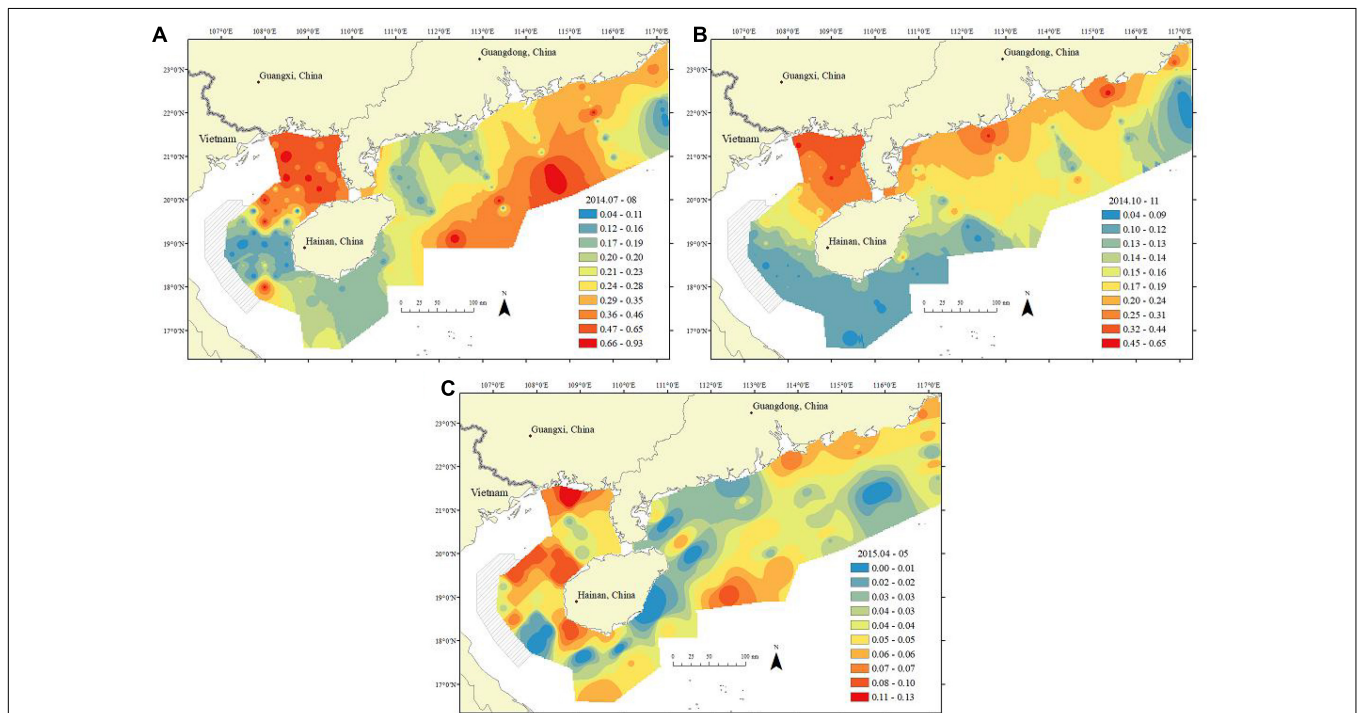 A
107°0'E 108°0'E 109°0'E 110°0'E 111°0'E 112°0'E 113°0'E 114°0'E 115°0'E 116°0'E 117°0'E
Guangdong, China
23°0'N
Guangxi, China
22°0'N
Vietnam
21°0'N
20°0'N
19°0'N
Hainan, China
18°0'N
17°0'N
0 25 50 100 nm
N
2014.07 - 08
0.04 - 0.11
0.12 - 0.16
0.17 - 0.19
0.20 - 0.20
0.21 - 0.23
0.24 - 0.28
0.29 - 0.35
0.36 - 0.46
0.47 - 0.65
0.66 - 0.93
B
107°0'E 108°0'E 109°0'E 110°0'E 111°0'E 112°0'E 113°0'E 114°0'E 115°0'E 116°0'E 117°0'E
Guangdong, China
23°0'N
Guangxi, China
22°0'N
Vietnam
21°0'N
20°0'N
19°0'N
Hainan, China
18°0'N
17°0'N
0 25 50 100 nm
N
2014.10 - 11
0.04 - 0.09
0.10 - 0.12
0.13 - 0.13
0.14 - 0.14
0.15 - 0.16
0.17 - 0.19
0.20 - 0.24
0.25 - 0.31
0.32 - 0.44
0.45 - 0.65
C
107°0'E 108°0'E 109°0'E 110°0'E 111°0'E 112°0'E 113°0'E 114°0'E 115°0'E 116°0'E 117°0'E
Guangdong, China
23°0'N
Guangxi, China
22°0'N
Vietnam
21°0'N
20°0'N
19°0'N
Hainan, China
18°0'N
17°0'N
0 25 50 100 nm
N
2015.04 - 05
0.00 - 0.01
0.02 - 0.02
0.03 - 0.03
0.04 - 0.03
0.04 - 0.04
0.05 - 0.05
0.06 - 0.06
0.07 - 0.07
0.08 - 0.10
0.11 - 0.13